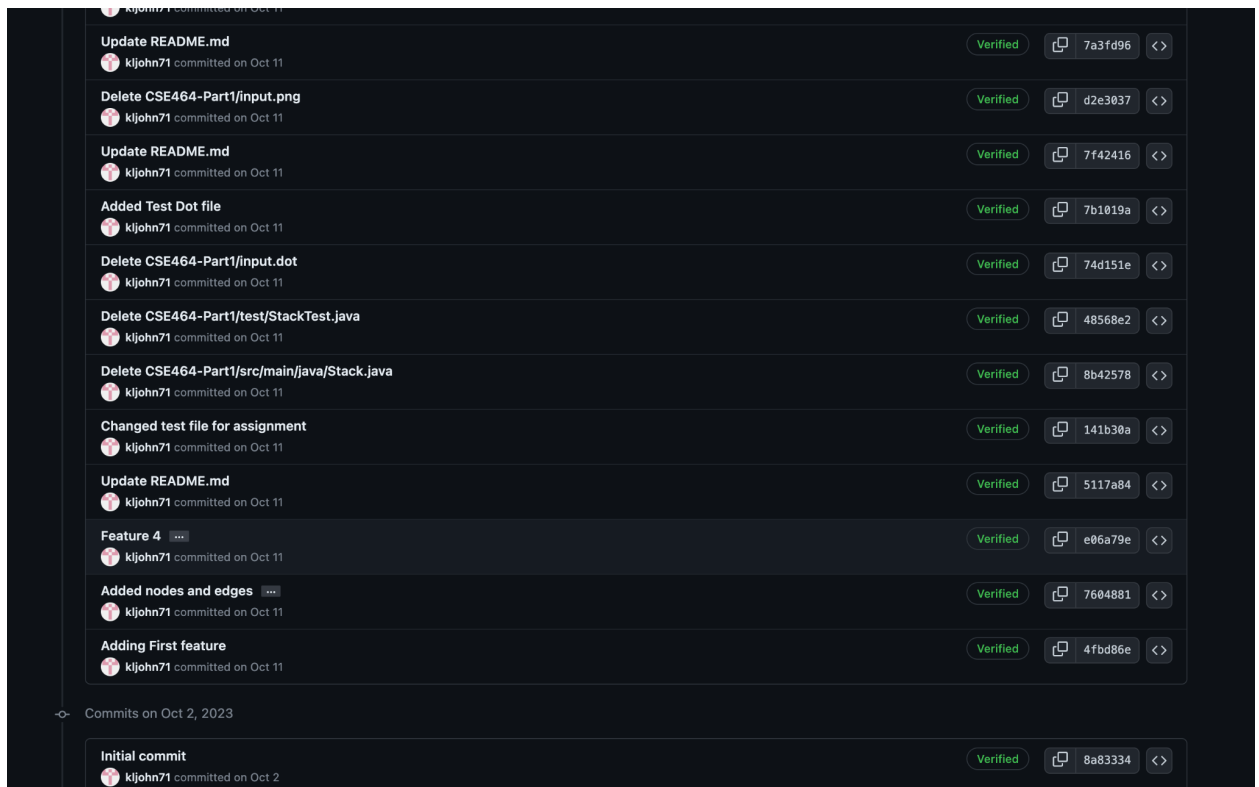 kljohn71 committed on Oct 11
Update README.md
Verified 7a3fd96
kljohn71 committed on Oct 11
Delete CSE464-Part1/input.png
Verified d2e3037
kljohn71 committed on Oct 11
Update README.md
Verified 7f42416
kljohn71 committed on Oct 11
Added Test Dot file
Verified 7b1019a
kljohn71 committed on Oct 11
Delete CSE464-Part1/input.dot
Verified 74d151e
kljohn71 committed on Oct 11
Delete CSE464-Part1/test/StackTest.java
Verified 48568e2
kljohn71 committed on Oct 11
Delete CSE464-Part1/src/main/java/Stack.java
Verified 8b42578
kljohn71 committed on Oct 11
Changed test file for assignment
Verified 141b30a
kljohn71 committed on Oct 11
Update README.md
Verified 5117a84
kljohn71 committed on Oct 11
Feature 4 ...
Verified e06a79e
kljohn71 committed on Oct 11
Added nodes and edges ...
Verified 7604881
kljohn71 committed on Oct 11
Adding First feature
Verified 4fbd86e
kljohn71 committed on Oct 11
Commits on Oct 2, 2023
Initial commit
Verified 8a83334
kljohn71 committed on Oct 2